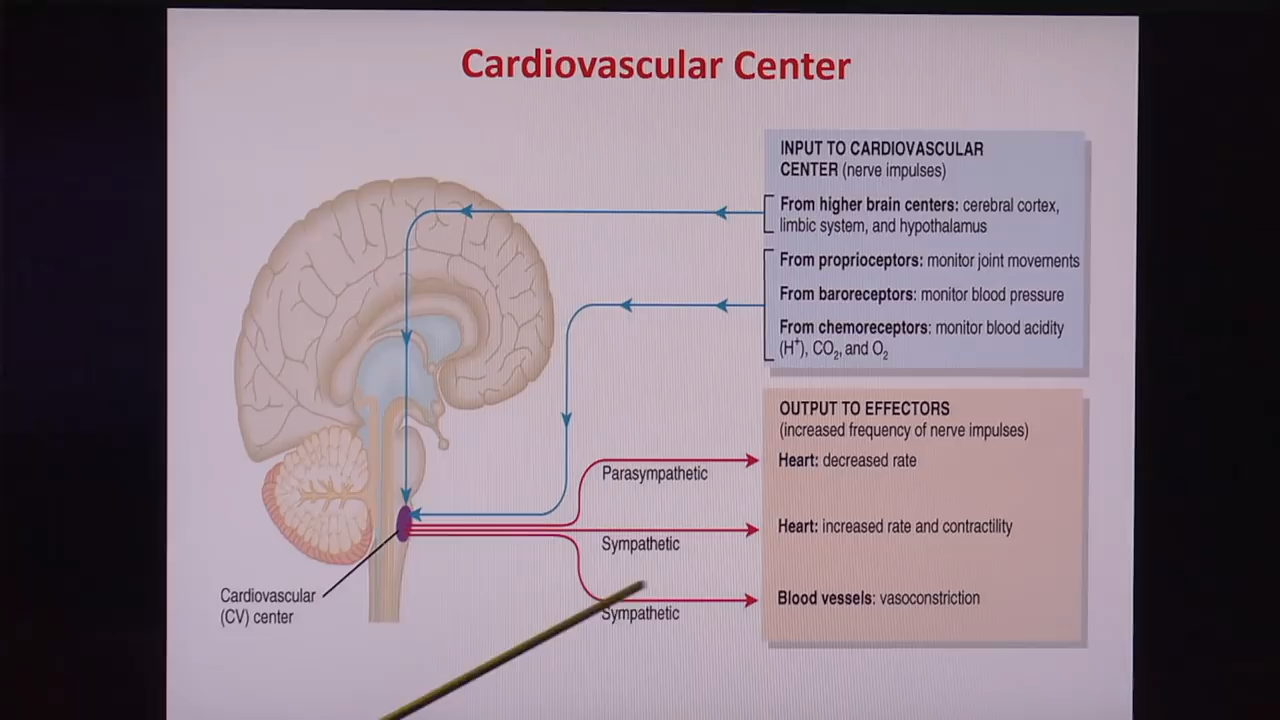 Cardiovascular Center
INPUT TO CARDIOVASCULAR
CENTER (nerve impulses)
From higher brain centers: cerebral cortex,
limbic system, and hypothalamus
From proprioceptors: monitor joint movements
From baroreceptors: monitor blood pressure
From chemoreceptors: monitor blood acidity
(H⁺), CO₂, and O₂
OUTPUT TO EFFECTORS
(increased frequency of nerve impulses)
Parasympathetic
Heart: decreased rate
Sympathetic
Heart: increased rate and contractility
Sympathetic
Blood vessels: vasoconstriction
Cardiovascular
(CV) center